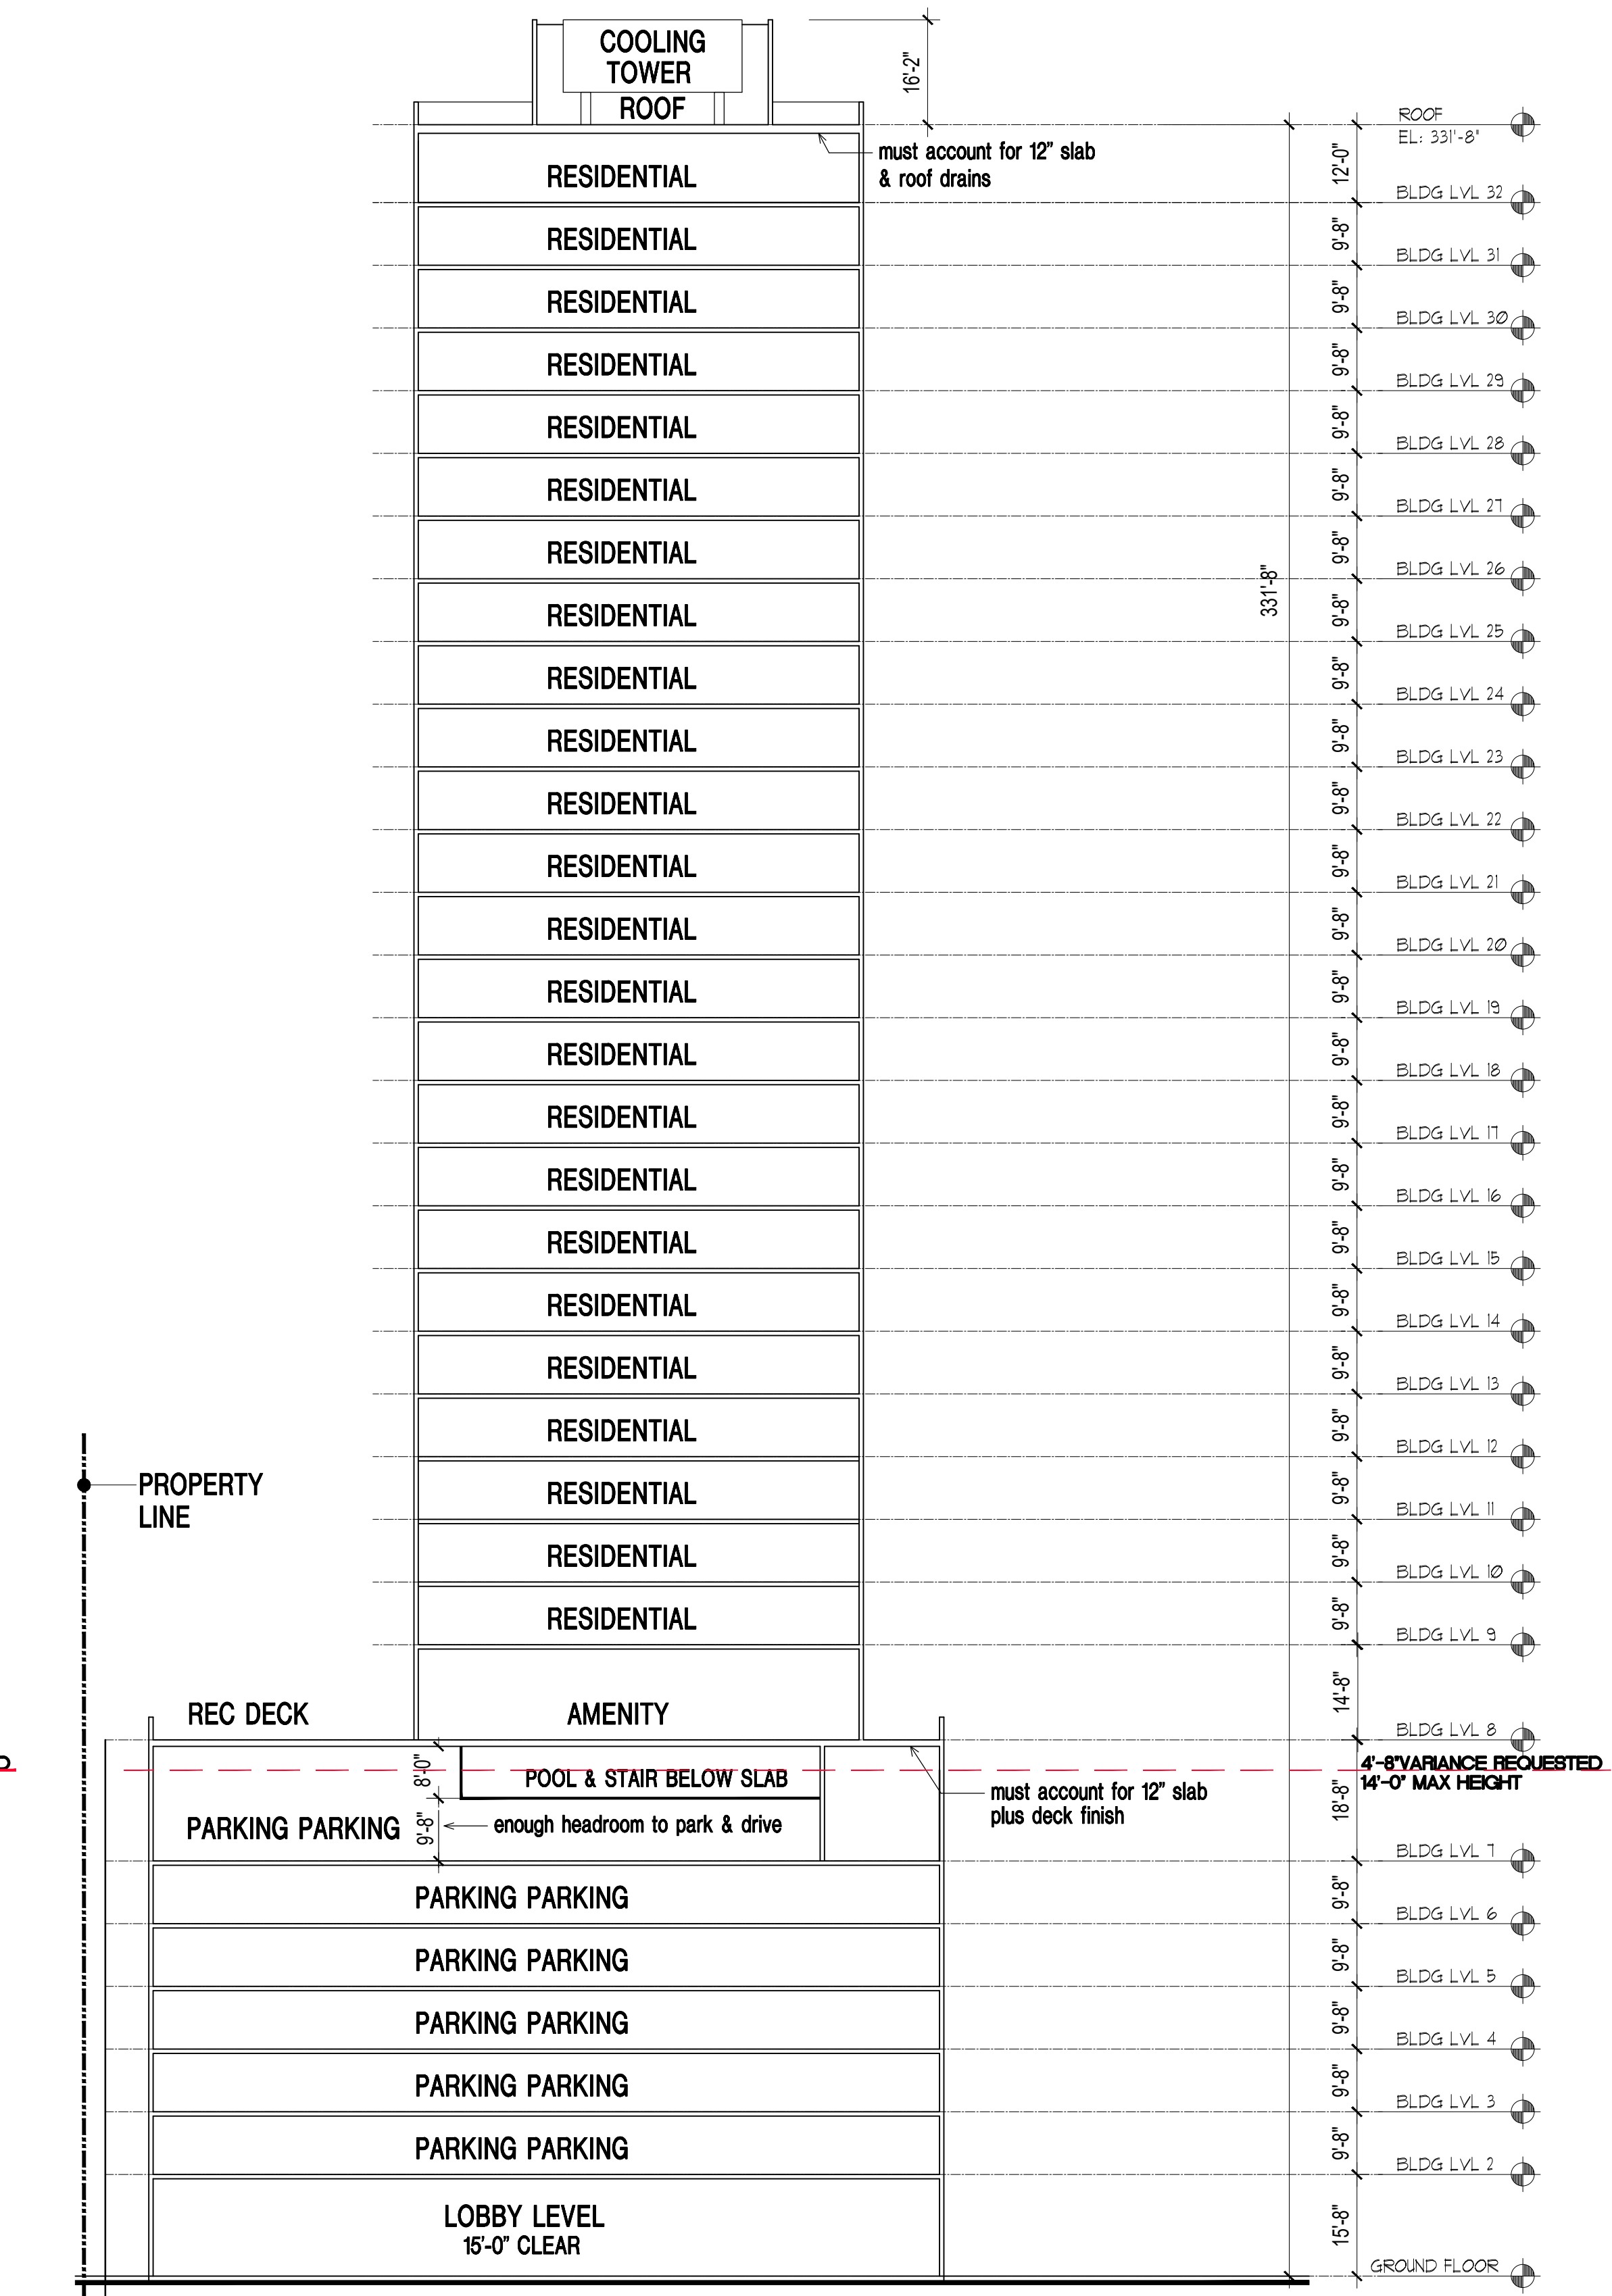 COOLING
TOWER
ROOF
16'-2"
ROOF
EL: 331'-8"
must account for 12" slab
& roof drains
12'-0"
RESIDENTIAL
BLDG LVL 32
RESIDENTIAL
9'-8"
BLDG LVL 31
RESIDENTIAL
9'-8"
BLDG LVL 30
RESIDENTIAL
9'-8"
BLDG LVL 29
RESIDENTIAL
9'-8"
BLDG LVL 28
RESIDENTIAL
9'-8"
BLDG LVL 27
RESIDENTIAL
9'-8"
BLDG LVL 26
331'-8"
RESIDENTIAL
9'-8"
BLDG LVL 25
RESIDENTIAL
9'-8"
BLDG LVL 24
RESIDENTIAL
9'-8"
BLDG LVL 23
RESIDENTIAL
9'-8"
BLDG LVL 22
RESIDENTIAL
9'-8"
BLDG LVL 21
RESIDENTIAL
9'-8"
BLDG LVL 20
RESIDENTIAL
9'-8"
BLDG LVL 19
RESIDENTIAL
9'-8"
BLDG LVL 18
RESIDENTIAL
9'-8"
BLDG LVL 17
RESIDENTIAL
9'-8"
BLDG LVL 16
RESIDENTIAL
9'-8"
BLDG LVL 15
RESIDENTIAL
9'-8"
BLDG LVL 14
RESIDENTIAL
9'-8"
BLDG LVL 13
RESIDENTIAL
9'-8"
BLDG LVL 12
PROPERTY
LINE
RESIDENTIAL
9'-8"
BLDG LVL 11
RESIDENTIAL
9'-8"
BLDG LVL 10
RESIDENTIAL
9'-8"
BLDG LVL 9
REC DECK
AMENITY
14'-8"
BLDG LVL 8
4'-8"VARIANCE REQUESTED
14'-0" MAX HEIGHT
8'-0"
POOL & STAIR BELOW SLAB
must account for 12" slab
plus deck finish
18'-8"
PARKING PARKING
9'-8"
enough headroom to park & drive
BLDG LVL 7
PARKING PARKING
9'-8"
BLDG LVL 6
PARKING PARKING
9'-8"
BLDG LVL 5
PARKING PARKING
9'-8"
BLDG LVL 4
PARKING PARKING
9'-8"
BLDG LVL 3
PARKING PARKING
9'-8"
BLDG LVL 2
LOBBY LEVEL
15'-0" CLEAR
15'-8"
GROUND FLOOR